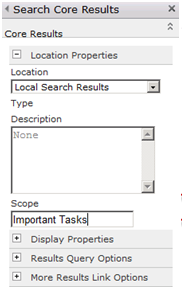 Search Core Results
Core Results
Location Properties
Location
Local Search Results
Type
Description
None
Scope
Important Tasks
Display Properties
Results Query Options
More Results Link Options